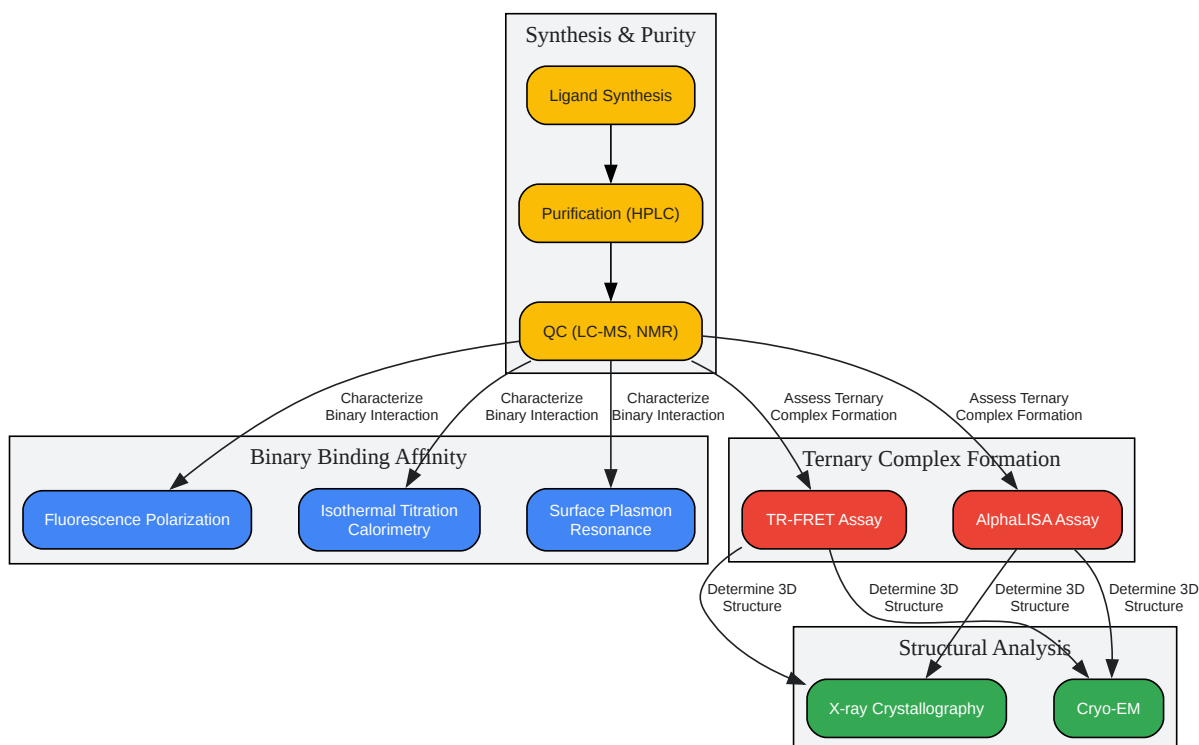 Synthesis & Purity
Ligand Synthesis
Purification (HPLC)
QC (LC-MS, NMR)
Characterize
Binary Interaction
Characterize
Binary Interaction
Characterize
Binary Interaction
Assess Ternary
Complex Formation
Assess Ternary
Complex Formation
Binary Binding Affinity
Fluorescence Polarization
Isothermal Titration
Calorimetry
Surface Plasmon
Resonance
Ternary Complex Formation
TR-FRET Assay
AlphaLISA Assay
Determine 3D
Structure
Determine 3D
Structure
Determine 3D
Structure
Determine 3D
Structure
Structural Analysis
X-ray Crystallography
Cryo-EM